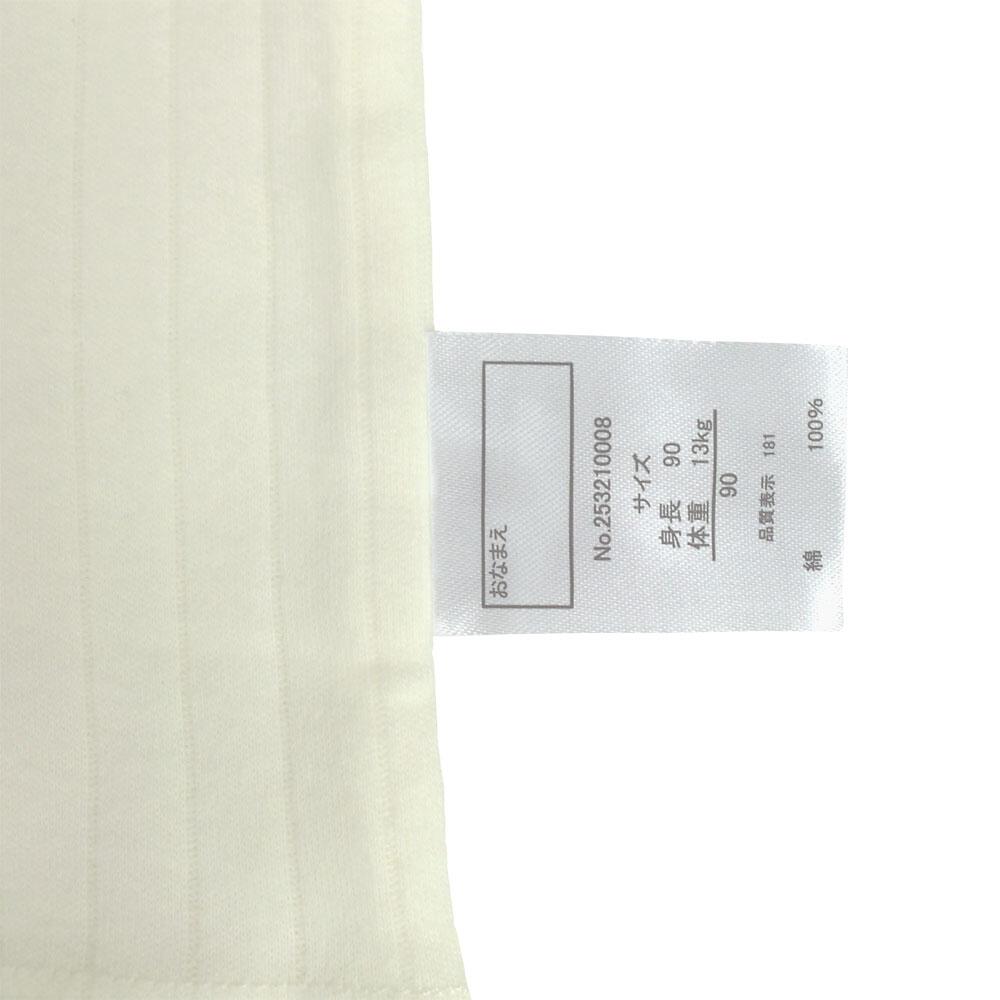 おなまえ
No.253210008
サイズ
身長 90
体重 13kg
90
品質表示 181
綿 100%